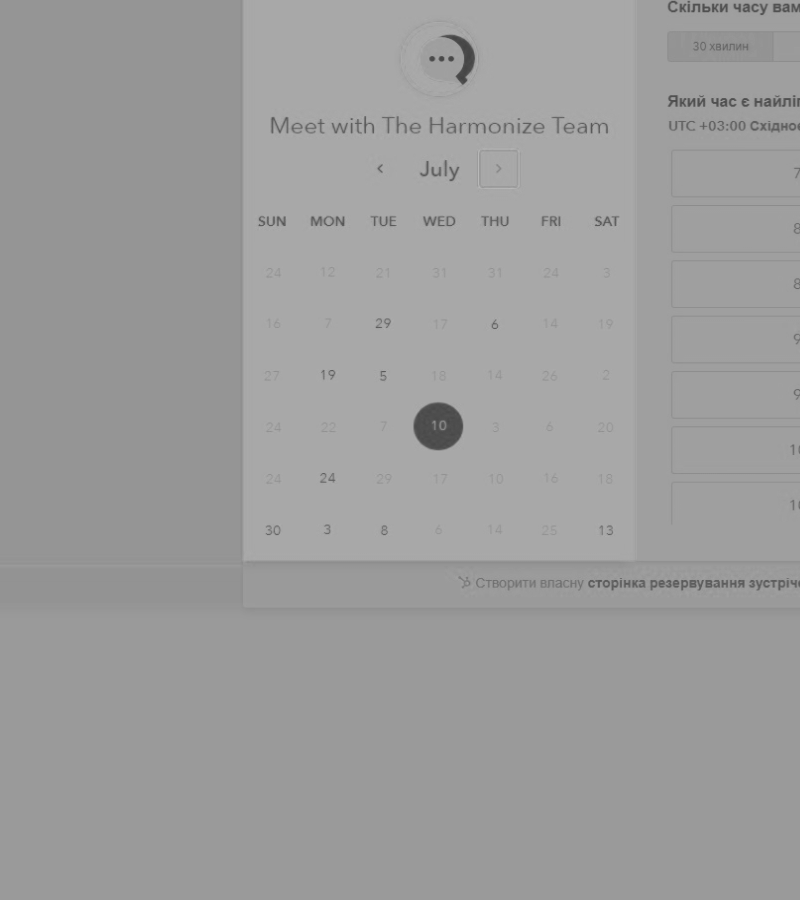 Meet with The Harmonize Team
July
SUN MON TUE WED THU FRI SAT
24 12 21 31 31 24 3
16 7 29 17 6 14 19
27 19 5 18 14 26 2
24 22 7 10 3 6 20
24 24 29 17 10 16 18
30 3 8 6 14 25 13
Скільки часу вам
30 хвилин
Який час є
UTC +03:00
7
8
8
9
9
10
10
Створити власну сторінка резервування